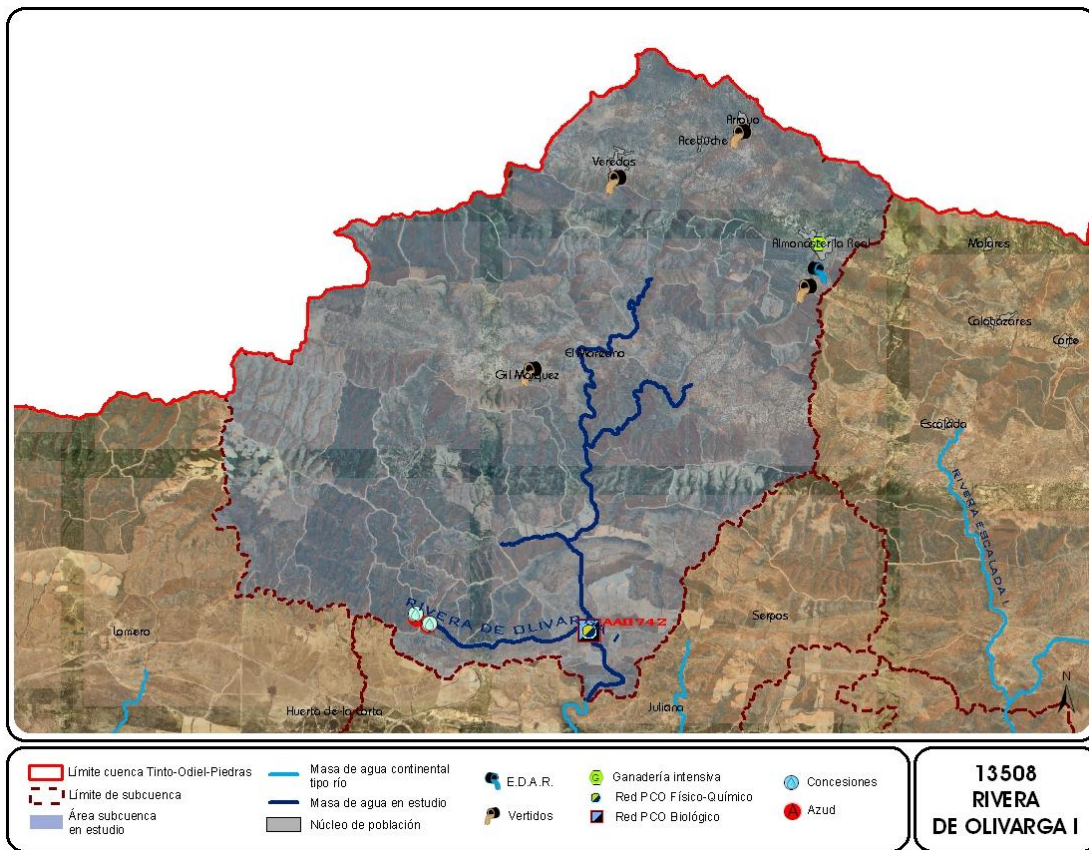 Arroyo
Acebuche
Veredas
Almonaster la Real
Molares
Calabazares
Corte
El Manzano
Gil Márquez
Escalada
RIVERA ESCALADA I
RIVERA DE OLIVARGA I
Serpos
Lomero
Huerta de la Corta
Juliana
N
Límite cuenca Tinto-Odiel-Piedras
Límite de subcuenca
Área subcuenca
en estudio
Masa de agua continental
tipo río
Masa de agua en estudio
Núcleo de población
E.D.A.R.
Vertidos
G
Ganadería intensiva
Red PCO Físico-Químico
Red PCO Biológico
Concesiones
A
Azud
13508
RIVERA
DE OLIVARGA I